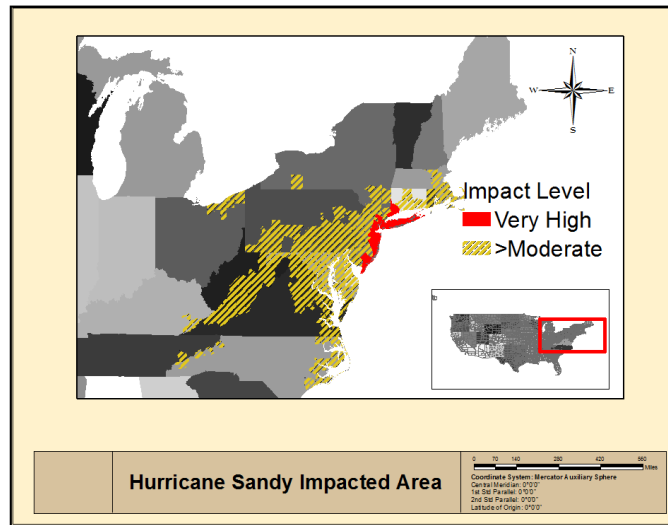 N
W
E
S
Impact Level
Very High
>Moderate
Hurricane Sandy Impacted Area
0 70 140 280 420 560
Miles
Coordinate System: Mercator Auxiliary Sphere
Central Meridian: 0°0'0"
1st Std Parallel: 0°0'0"
2nd Std Parallel: 0°0'0"
Latitude of Origin: 0°0'0"